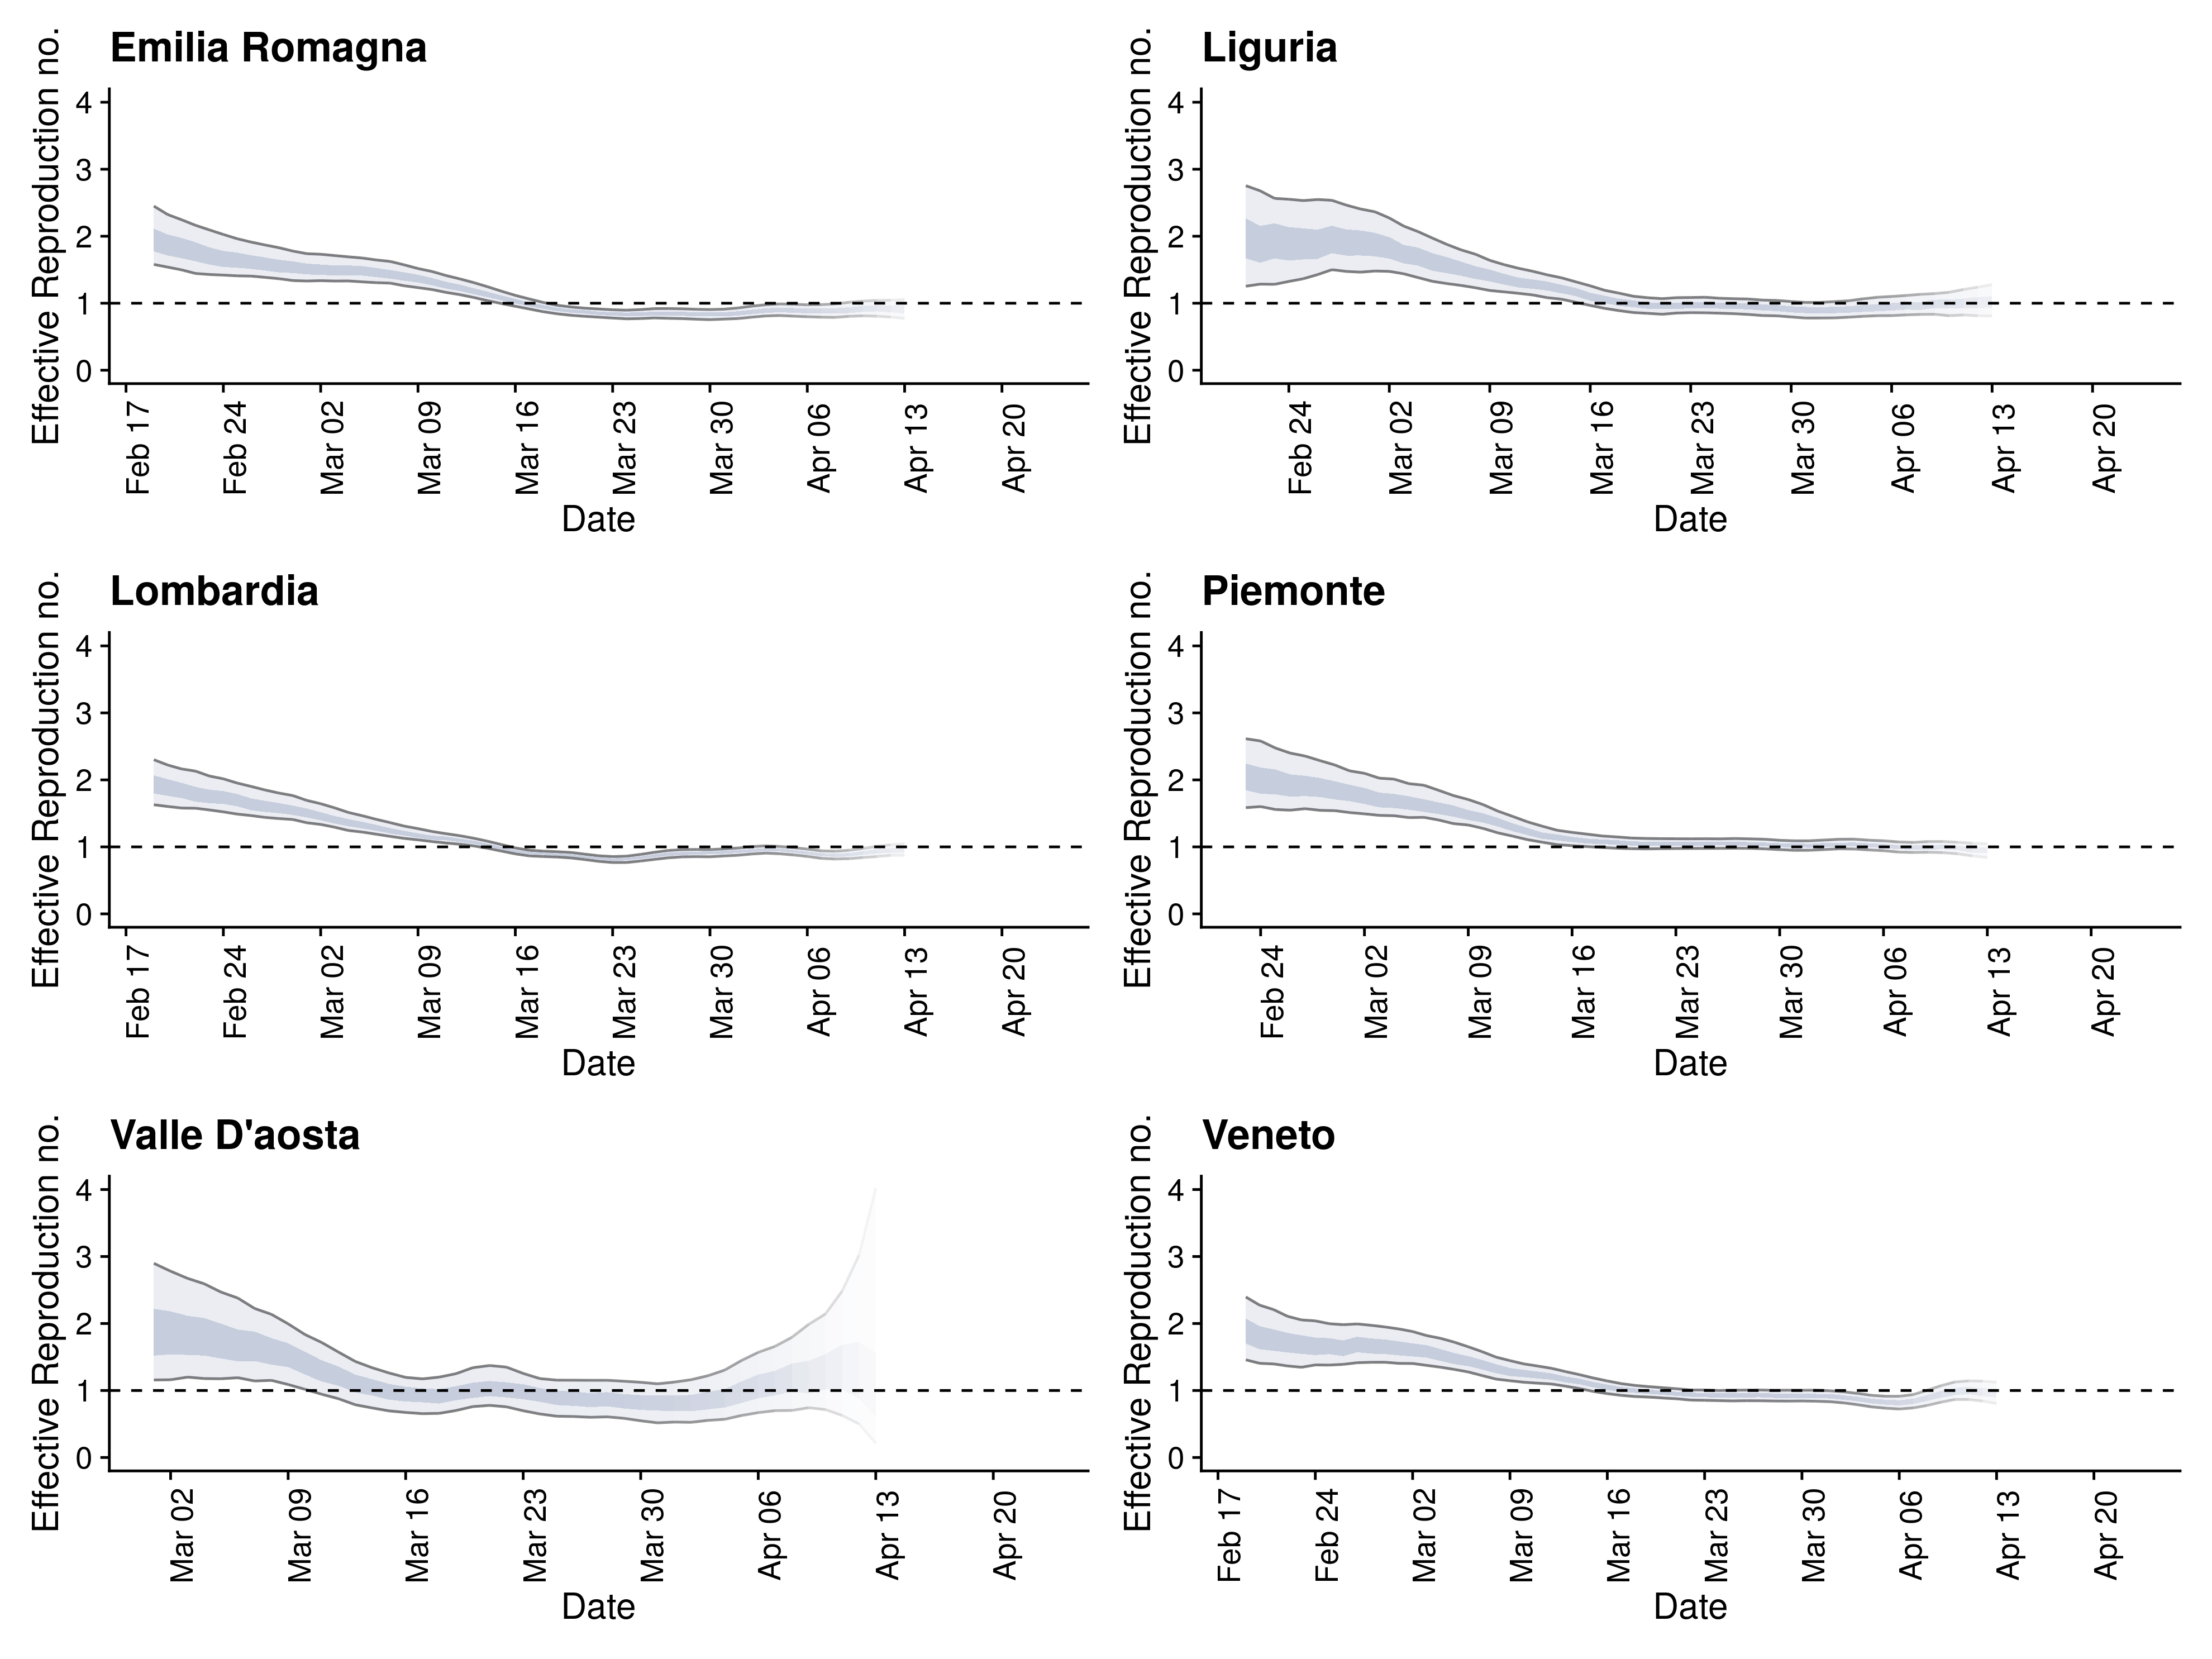 Emilia Romagna
Effective Reproduction no.
4
3
2
1
0
Feb 17
Feb 24
Mar 02
Mar 09
Mar 16
Mar 23
Mar 30
Apr 06
Apr 13
Apr 20
Date
Liguria
Effective Reproduction no.
4
3
2
1
0
Feb 24
Mar 02
Mar 09
Mar 16
Mar 23
Mar 30
Apr 06
Apr 13
Apr 20
Date
Lombardia
Effective Reproduction no.
4
3
2
1
0
Feb 17
Feb 24
Mar 02
Mar 09
Mar 16
Mar 23
Mar 30
Apr 06
Apr 13
Apr 20
Date
Piemonte
Effective Reproduction no.
4
3
2
1
0
Feb 24
Mar 02
Mar 09
Mar 16
Mar 23
Mar 30
Apr 06
Apr 13
Apr 20
Date
Valle D'aosta
Effective Reproduction no.
4
3
2
1
0
Mar 02
Mar 09
Mar 16
Mar 23
Mar 30
Apr 06
Apr 13
Apr 20
Date
Veneto
Effective Reproduction no.
4
3
2
1
0
Feb 17
Feb 24
Mar 02
Mar 09
Mar 16
Mar 23
Mar 30
Apr 06
Apr 13
Apr 20
Date